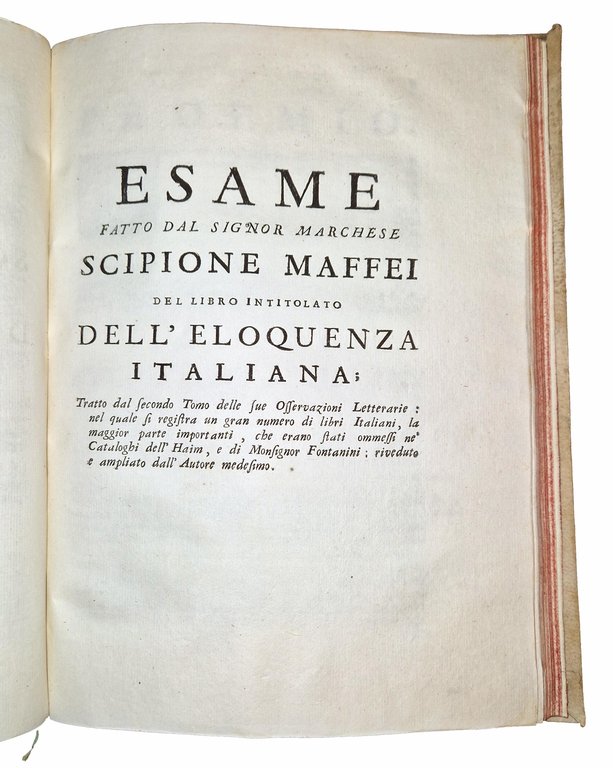 ESAME
FATTO DAL SIGNOR MARCHESE
SCIPIONE MAFFEI
DEL LIBRO INTITOLATO
DELL' ELOQUENZA
ITALIANA;
Tratto dal ſecondo Tomo delle ſue Oſſervazioni Letterarie:
nel quale ſi regiſtra un gran numero di libri Italiani, la
maggior parte importanti, che erano ſtati ommeſſi ne'
Cataloghi dell' Haim, e di Monſignor Fontanini; riveduto
e ampliato dall' Autore medeſimo.